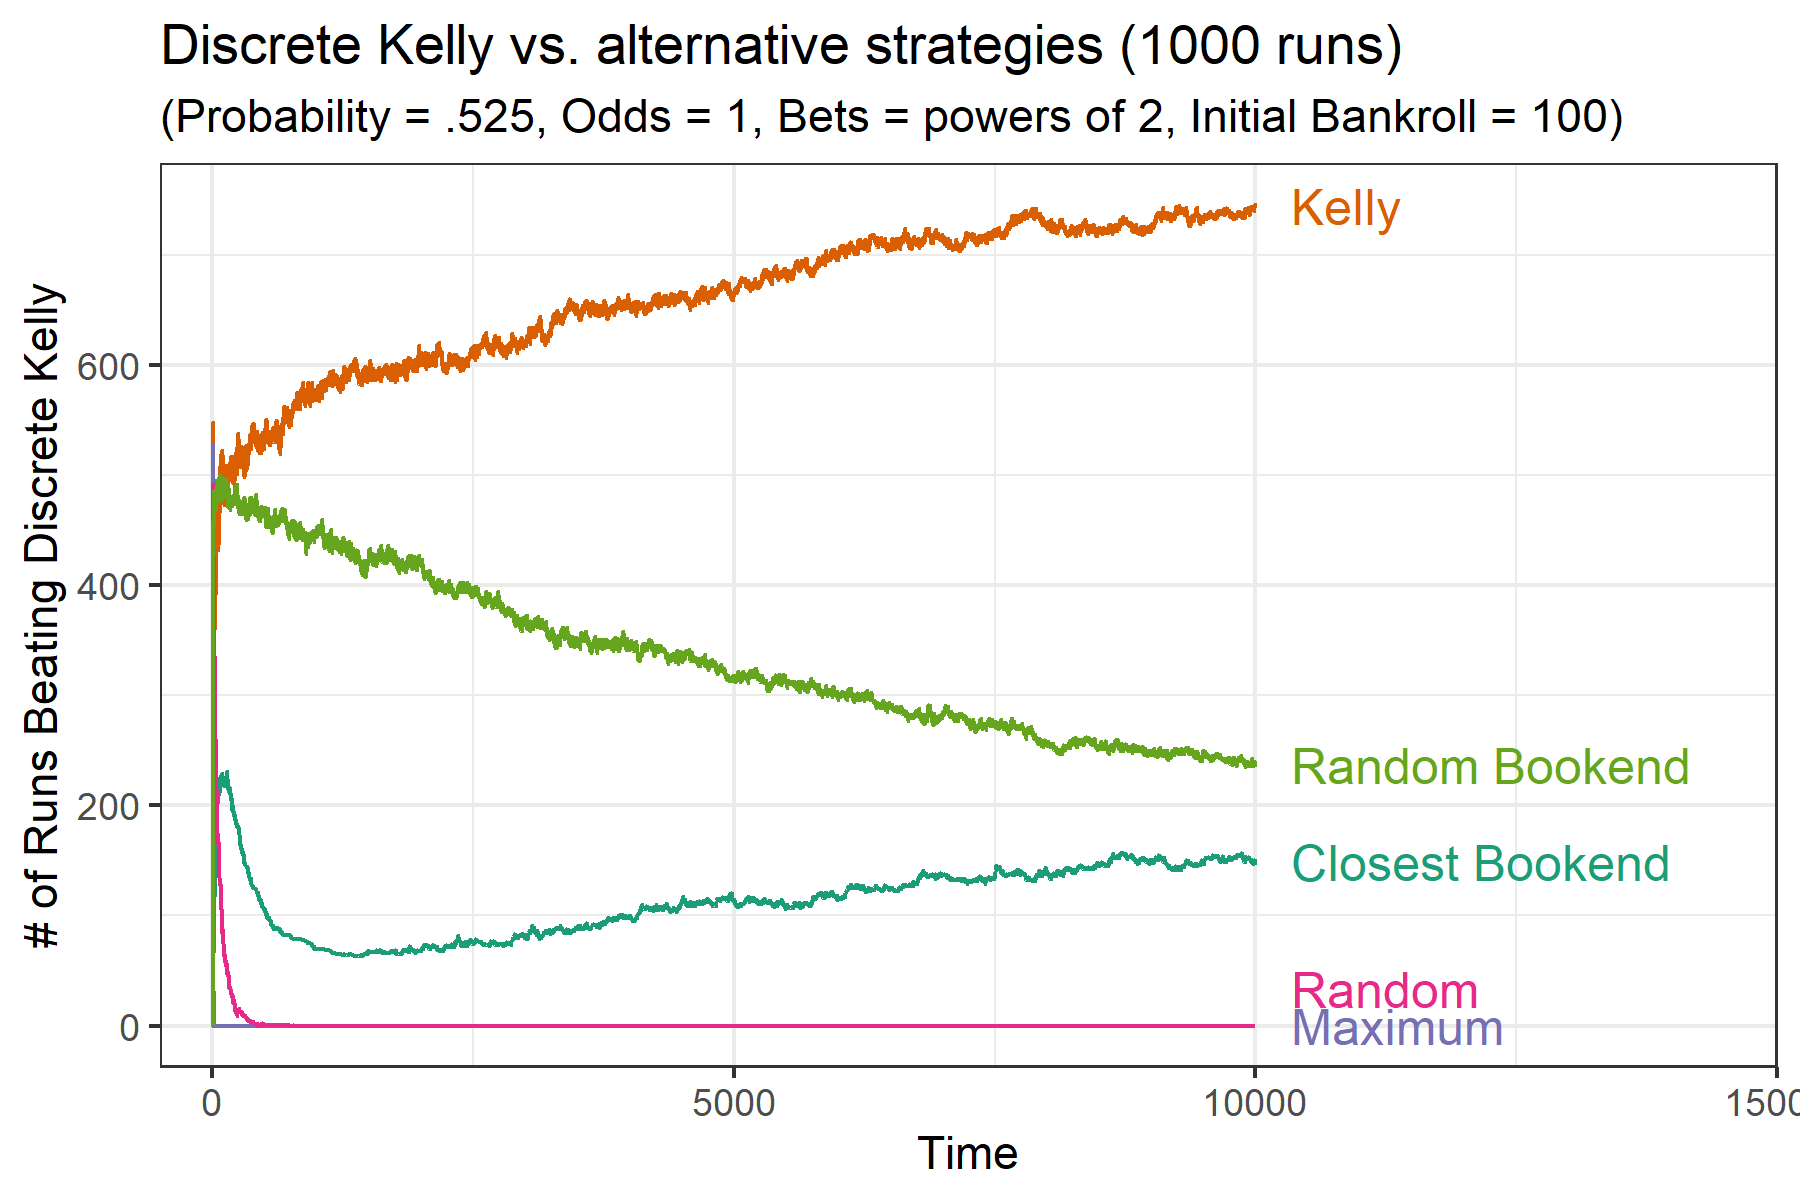 Discrete Kelly vs. alternative strategies (1000 runs)
(Probability = .525, Odds = 1, Bets = powers of 2, Initial Bankroll = 100)
# of Runs Beating Discrete Kelly
600
400
200
0
Kelly
Random Bookend
Closest Bookend
Random
Maximum
0
5000
10000
1500
Time